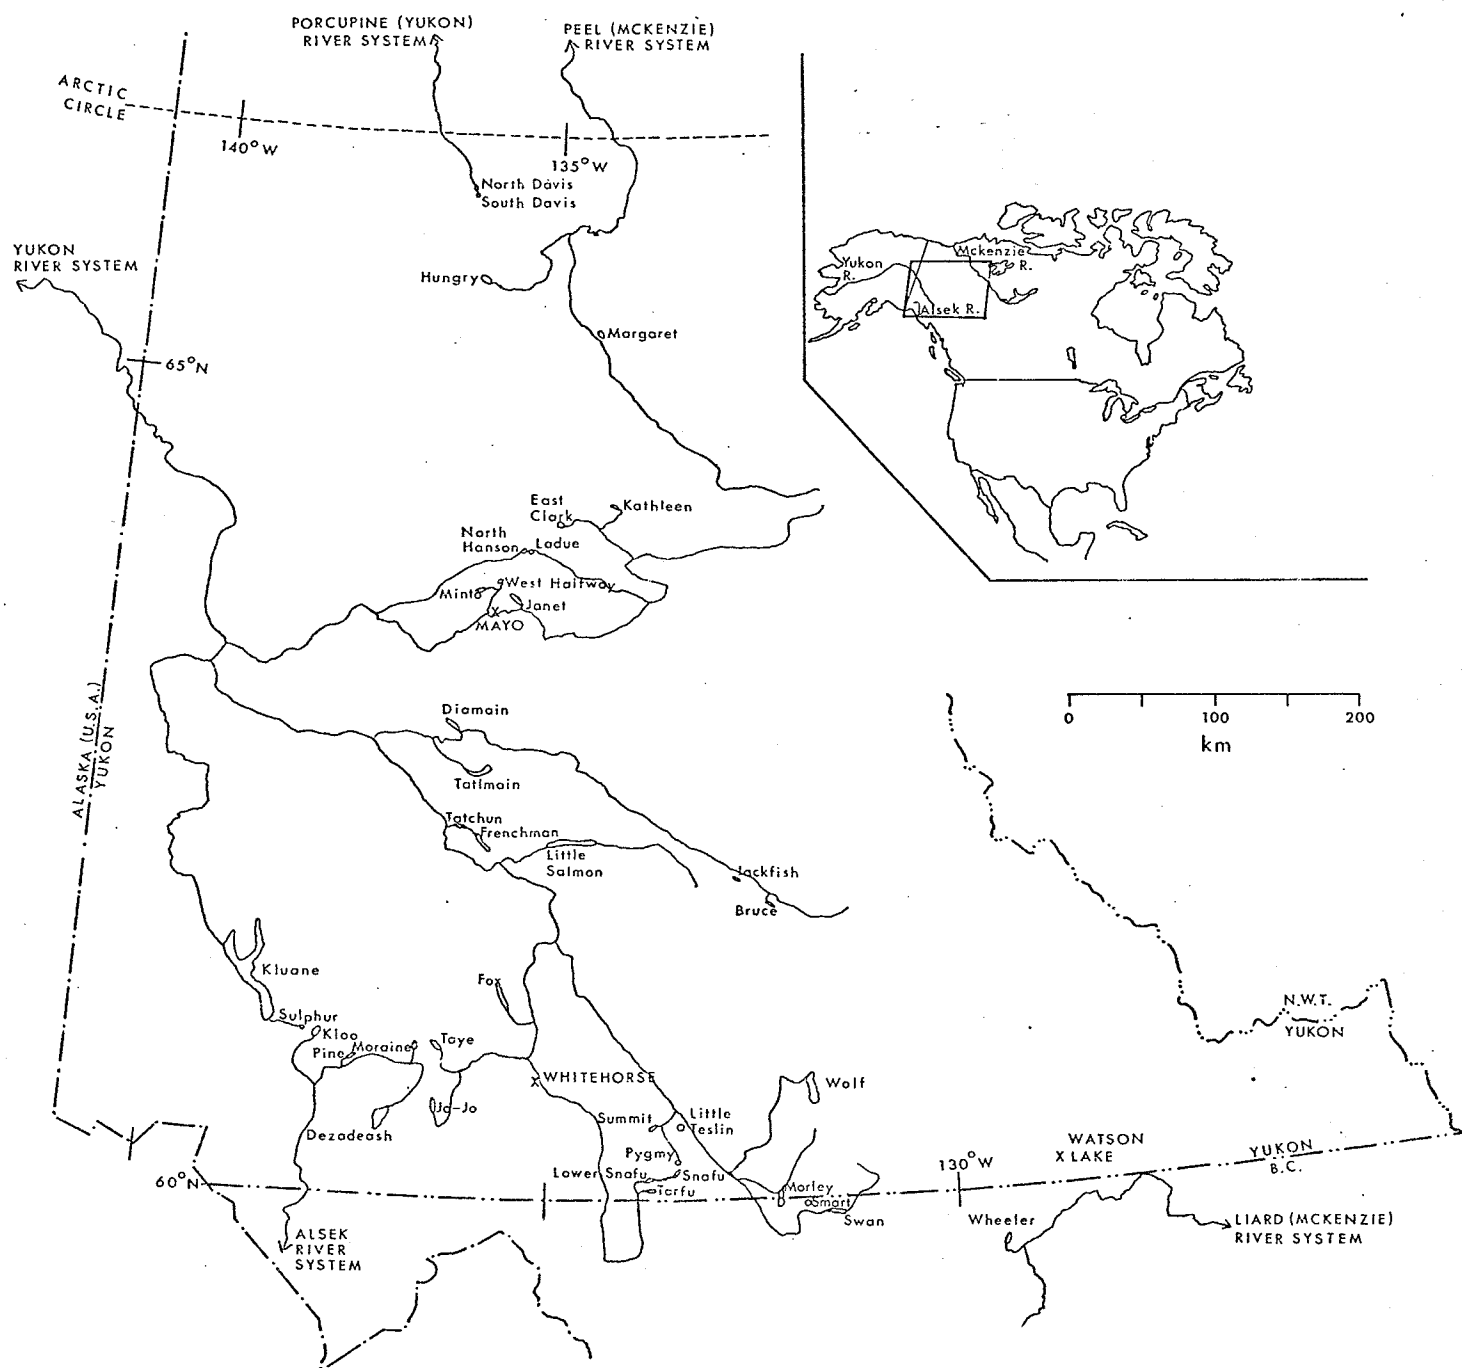 PORCUPINE (YUKON)
RIVER SYSTEM
PEEL (MCKENZIE)
RIVER SYSTEM
ARCTIC
CIRCLE
140°W
135°W
North Davis
South Davis
YUKON
RIVER SYSTEM
Hungry
Margaret
65°N
Mckenzie
R.
Yukon
R.
Alsek R.
East
Clark
Kathleen
North
Hanson
Ladue
West Halfway
Minto
Janet
MAYO
ALASKA (U.S.A.)
YUKON
Diamain
Tatlmain
Tatchun
Frenchman
Little
Salmon
Jackfish
Bruce
0
100
200
km
Kluane
Fox
Sulphur
Kloo
Pine
Moraine
Taye
WHITEHORSE
Jo-Jo
Dezadeash
Summit
Little
Teslin
Wolf
Pygmy
Lower Snafu
Snafu
Tarfu
Morley
Smart
Swan
N.W.T.
YUKON
WATSON
X LAKE
130°W
YUKON
B.C.
60°N
ALSEK
RIVER
SYSTEM
Wheeler
LIARD (MCKENZIE)
RIVER SYSTEM